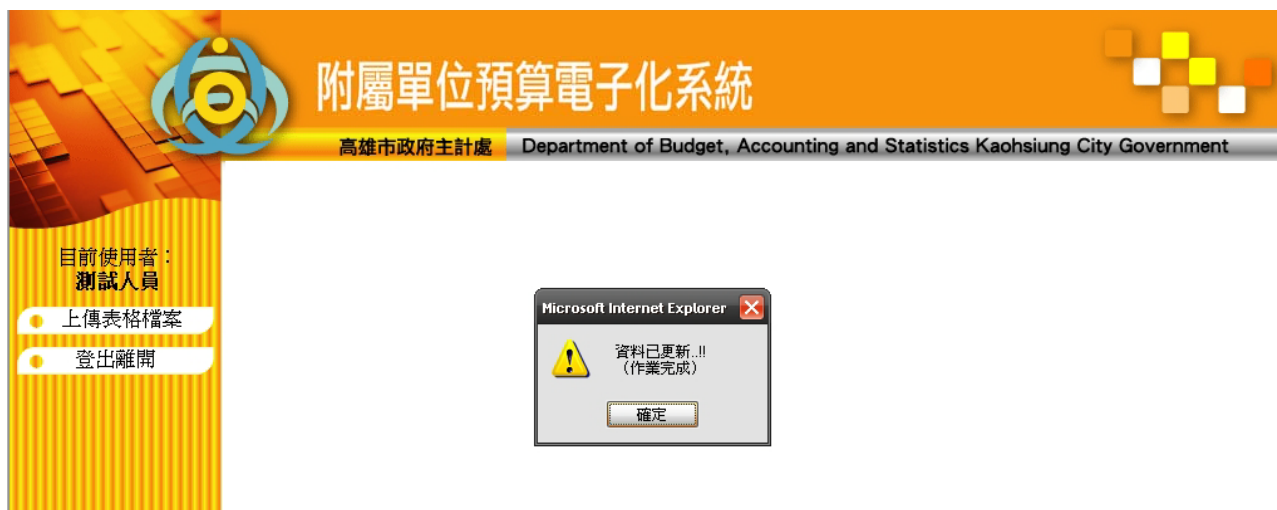 附屬單位預算電子化系統
高雄市政府主計處 Department of Budget, Accounting and Statistics Kaohsiung City Government
目前使用者：
測試人員
上傳表格檔案
登出離開
Microsoft Internet Explorer
資料已更新..!!
（作業完成）
確定